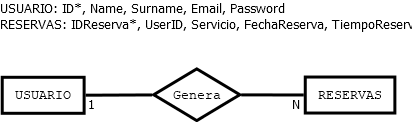 USUARIO: ID*, Name, Surname, Email, Password
RESERVAS: IDReserva*, UserID, Servicio, FechaReserva, TiempoReserv
USUARIO 1 Genera N RESERVAS